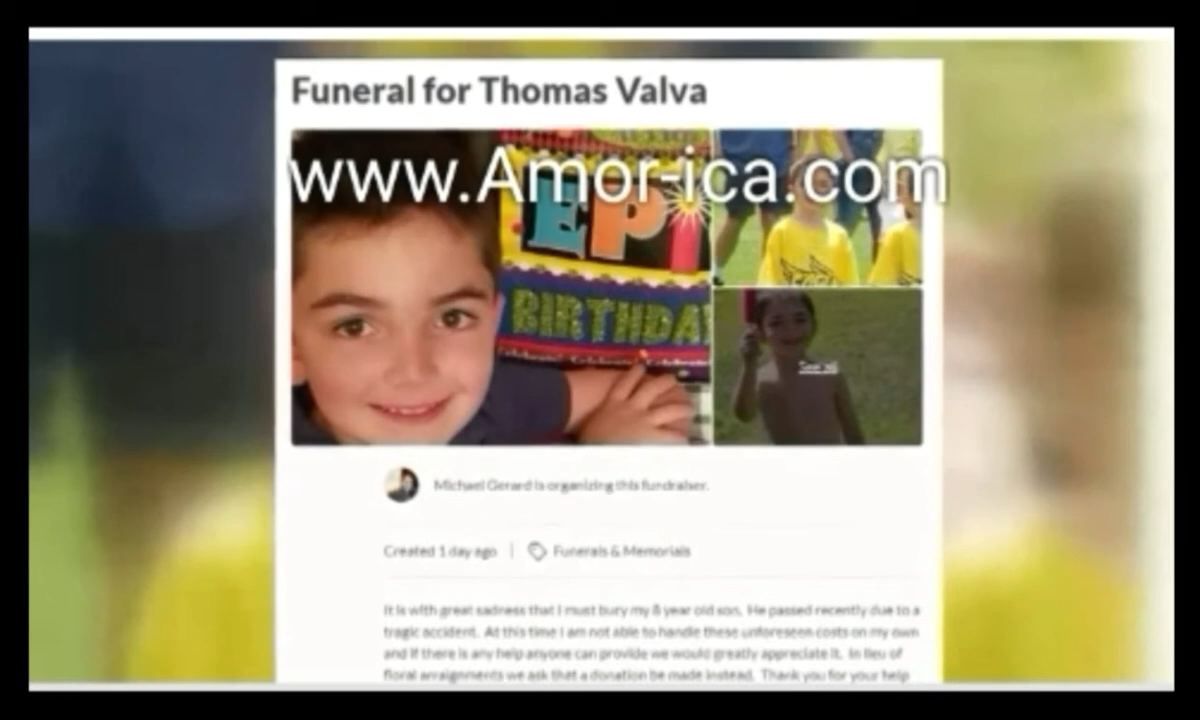 Funeral for Thomas Valva
www.Amor-ica.com
EPI
BIRTHDA
Michael Gerard is organizing this fundraiser.
Created 1 day ago | Funerals & Memorials
It is with great sadness that I must bury my 8 year old son. He passed recently due to a
tragic accident. At this time I am not able to handle these unforeseen costs on my own
and if there is any help anyone can provide we would greatly appreciate it. In lieu of
floral arraignments we ask that a donation be made instead. Thank you for your help